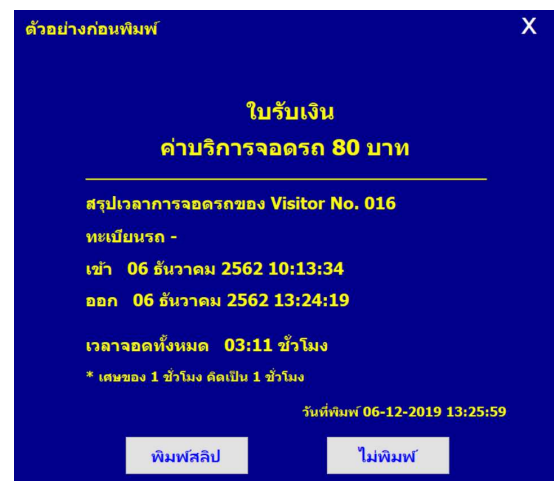 ตัวอย่างก่อนพิมพ์ X
ใบรับเงิน
ค่าบริการจอดรถ 80 บาท
สรุปเวลาการจอดรถของ Visitor No. 016
ทะเบียนรถ -
เข้า 06 ธันวาคม 2562 10:13:34
ออก 06 ธันวาคม 2562 13:24:19
เวลาจอดทั้งหมด 03:11 ชั่วโมง
* เศษของ 1 ชั่วโมง คิดเป็น 1 ชั่วโมง
วันที่พิมพ์ 06-12-2019 13:25:59
พิมพ์สลิป ไม่พิมพ์